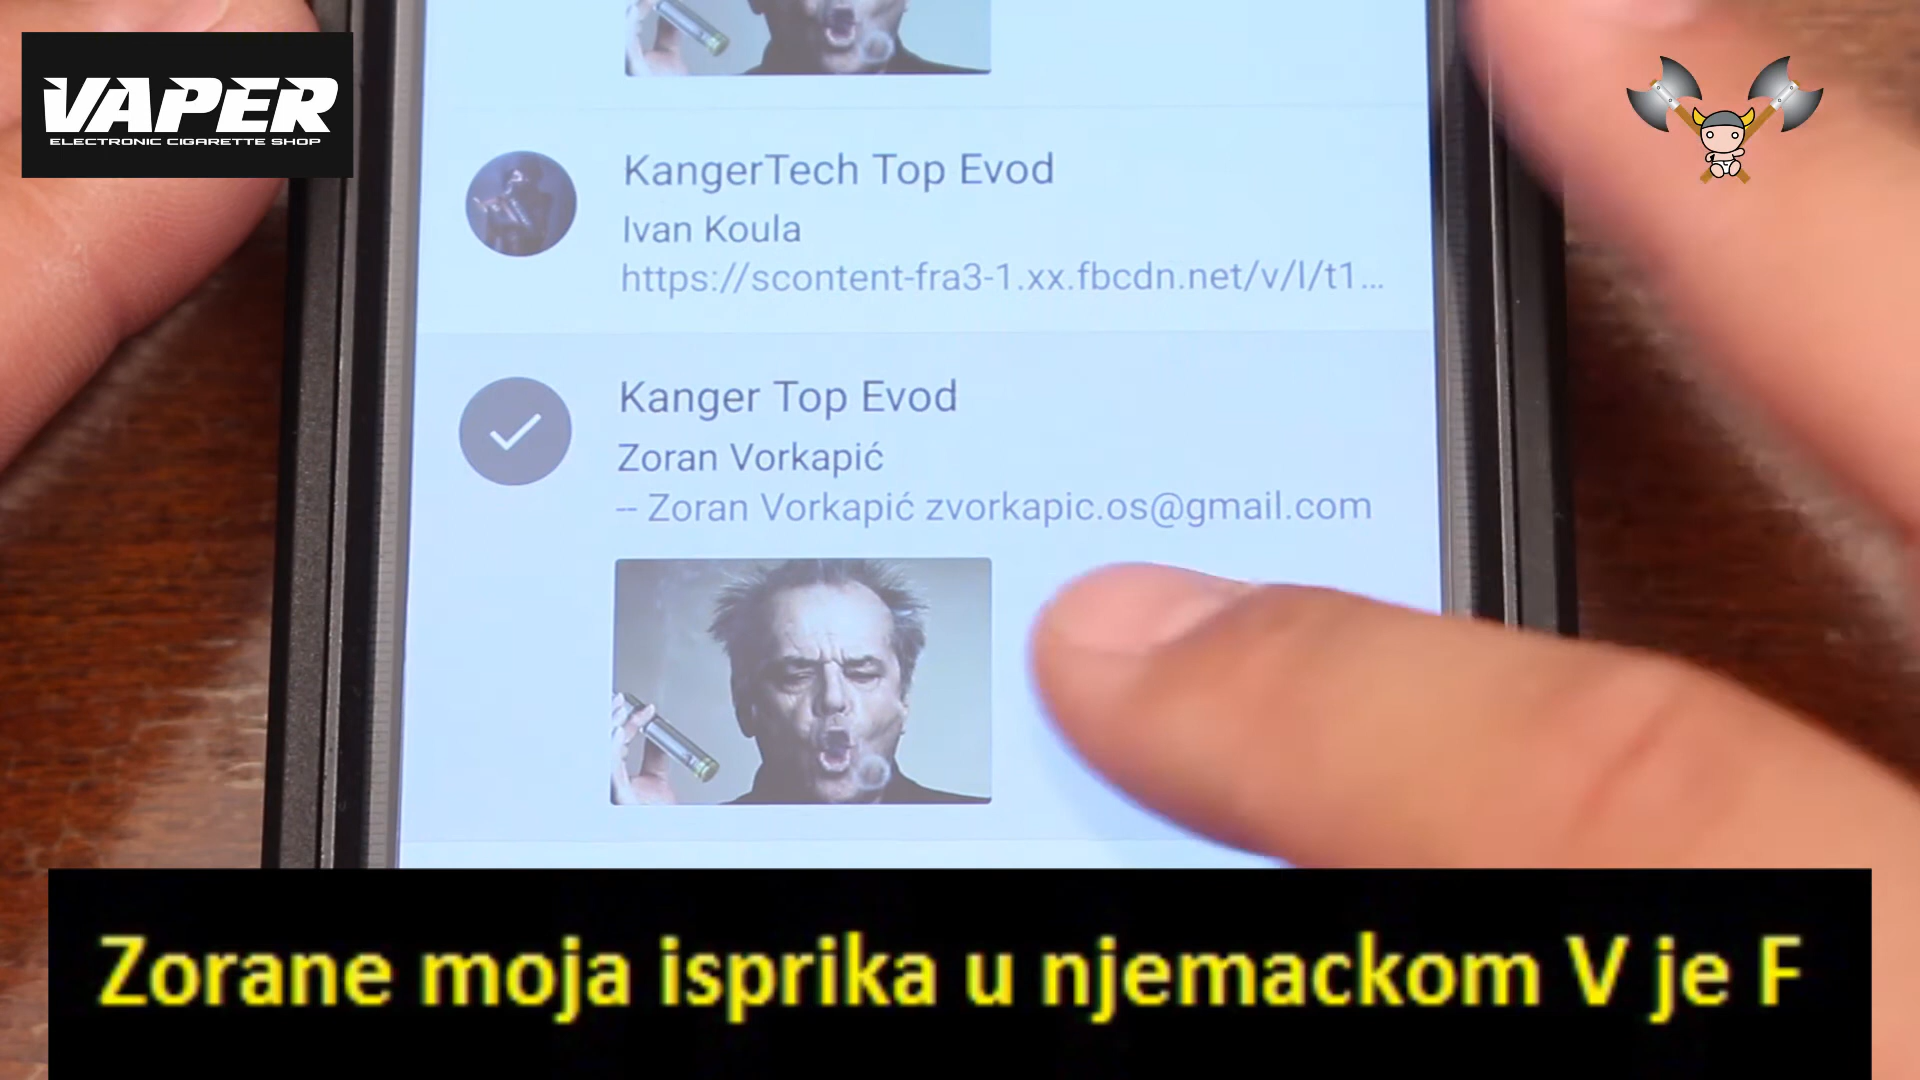 VAPER
ELECTRONIC CIGARETTE SHOP
KangerTech Top Evod
Ivan Koula
https://scontent-fra3-1.xx.fbcdn.net/v/l/t1...
Kanger Top Evod
Zoran Vorkapić
-- Zoran Vorkapić zvorkapic.os@gmail.com
Zorane moja isprika u njemackom V je F